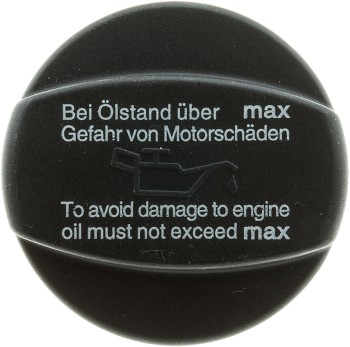 Bei Ölstand über max
Gefahr von Motorschäden
To avoid damage to engine
oil must not exceed max